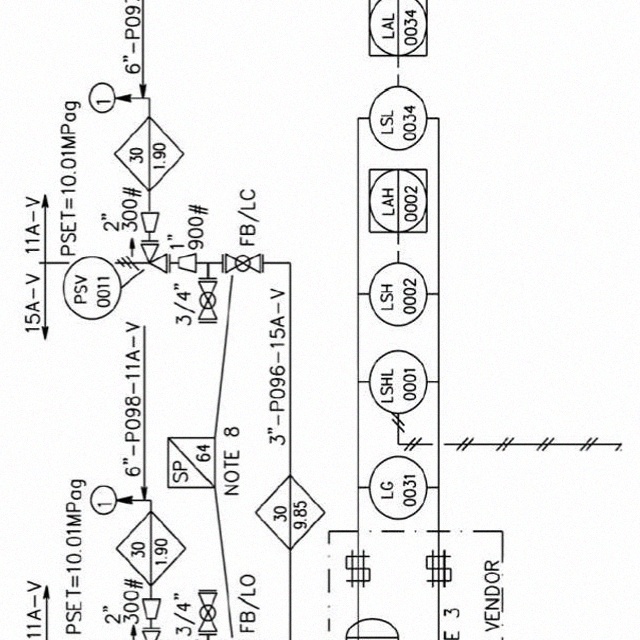 6"-P097
1
PSET=10.01MPag
30
1.90
11A-V
15A-V
2"
300#
PSV
0011
1"
900#
FB/LC
3/4"
6"-P098-11A-V
3"-P096-15A-V
SP
64
NOTE 8
30
9.85
1
PSET=10.01MPag
30
1.90
11A-V
2"
300#
3/4"
FB/LO
LAL
0034
LSL
0034
LAH
0002
LSH
0002
LSHL
0001
LG
0031
E 3
VENDOR